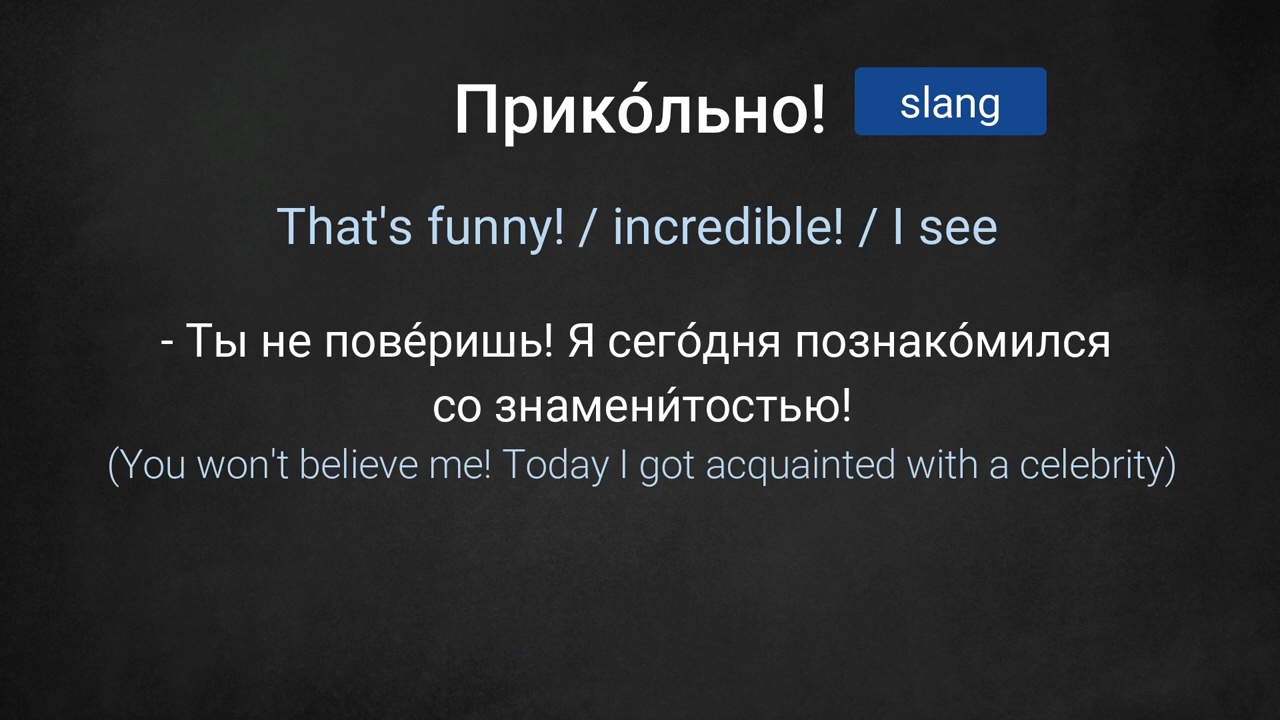 Прико́льно! slang
That's funny! / incredible! / I see
- Ты не пове́ришь! Я сего́дня познако́мился
со знамени́тостью!
(You won't believe me! Today I got acquainted with a celebrity)